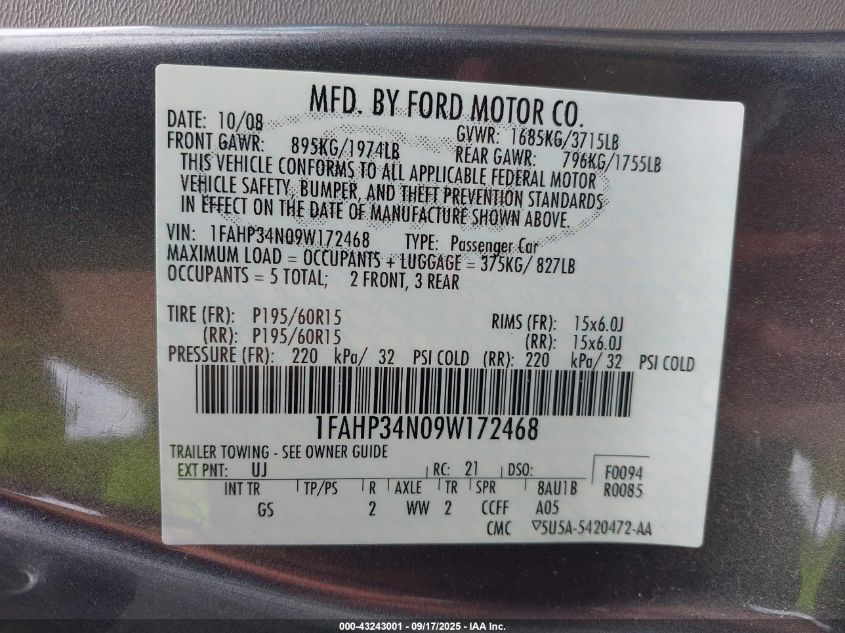 MFD. BY FORD MOTOR CO.
DATE: 10/08 GVWR: 1685KG/3715LB
FRONT GAWR: 895KG/1974LB REAR GAWR: 796KG/1755LB
THIS VEHICLE CONFORMS TO ALL APPLICABLE FEDERAL MOTOR
VEHICLE SAFETY, BUMPER, AND THEFT PREVENTION STANDARDS
IN EFFECT ON THE DATE OF MANUFACTURE SHOWN ABOVE.
VIN: 1FAHP34N09W172468 TYPE: Passenger Car
MAXIMUM LOAD = OCCUPANTS + LUGGAGE = 375KG/ 827LB
OCCUPANTS = 5 TOTAL; 2 FRONT, 3 REAR
TIRE (FR): P195/60R15 RIMS (FR): 15x6.0J
(RR): P195/60R15 (RR): 15x6.0J
PRESSURE (FR): 220 kPa/ 32 PSI COLD (RR): 220 kPa/ 32 PSI COLD
1FAHP34N09W172468
TRAILER TOWING - SEE OWNER GUIDE
EXT PNT: UJ RC: 21 DSO: F0094
INT TR TP/PS R AXLE TR SPR 8AU1B R0085
GS 2 WW 2 CCFF A05
CMC 5U5A-5420472-AA
000-43243001 - 09/17/2025 - IAA Inc.